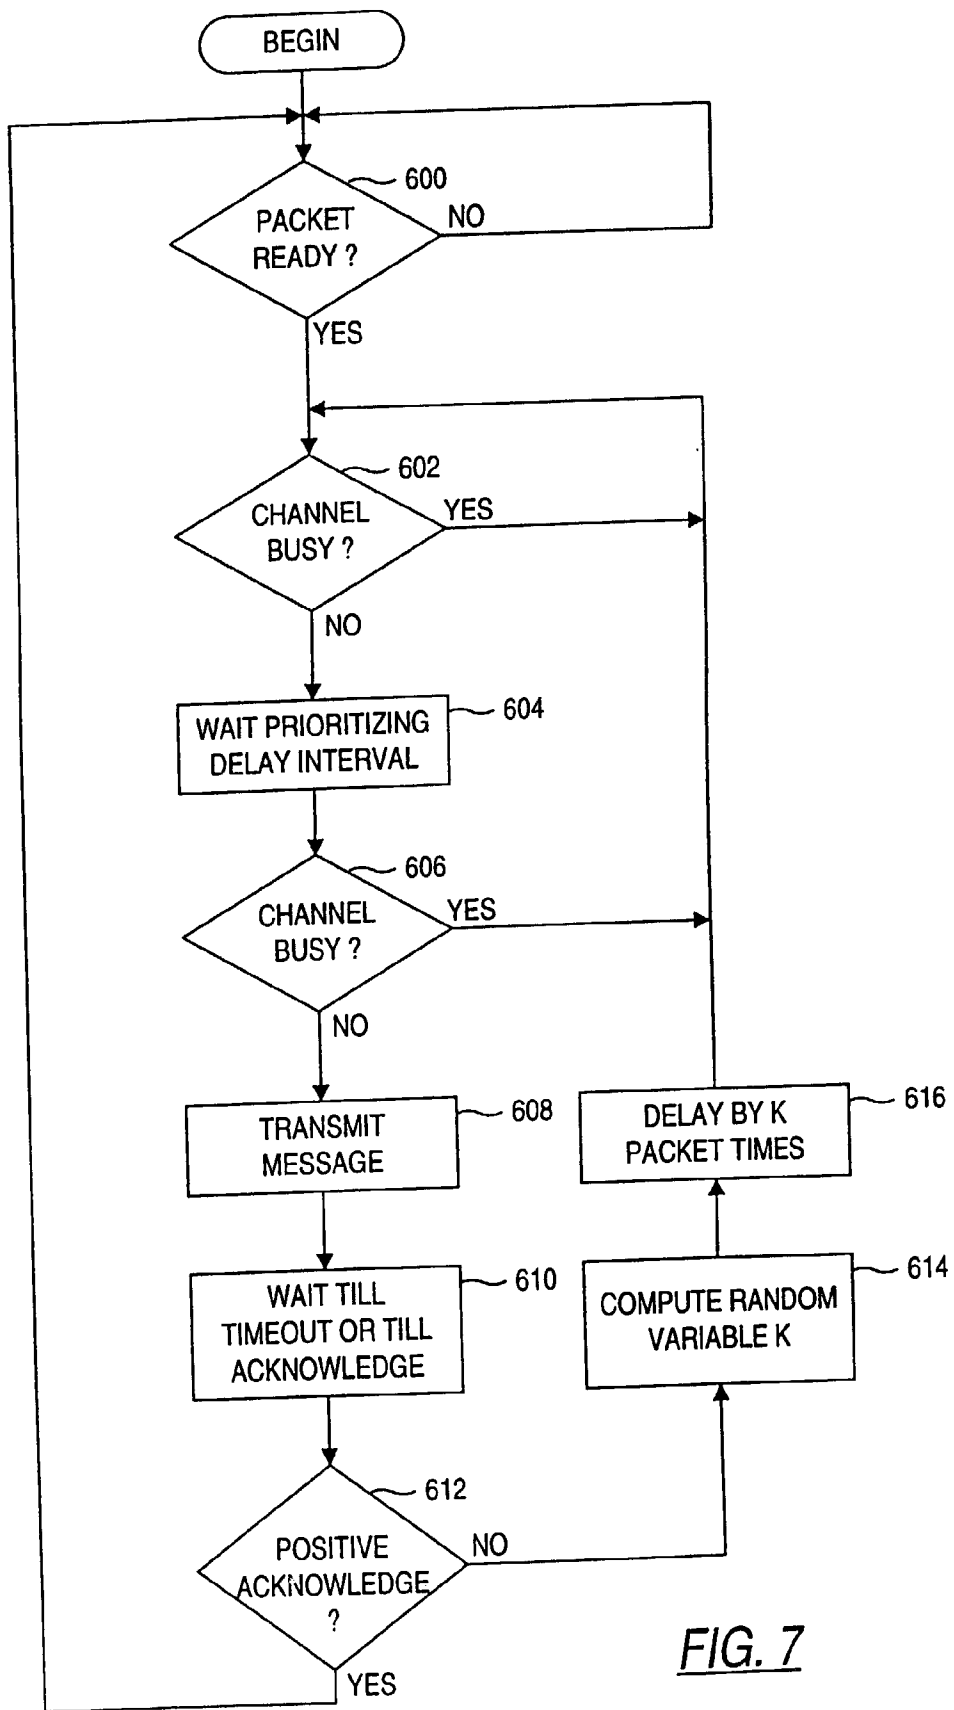 BEGIN
600
PACKET
READY ?
NO
YES
602
CHANNEL
BUSY ?
YES
NO
604
WAIT PRIORITIZING
DELAY INTERVAL
606
CHANNEL
BUSY ?
YES
NO
608
TRANSMIT
MESSAGE
616
DELAY BY K
PACKET TIMES
610
WAIT TILL
TIMEOUT OR TILL
ACKNOWLEDGE
614
COMPUTE RANDOM
VARIABLE K
612
POSITIVE
ACKNOWLEDGE
?
NO
YES
FIG. 7